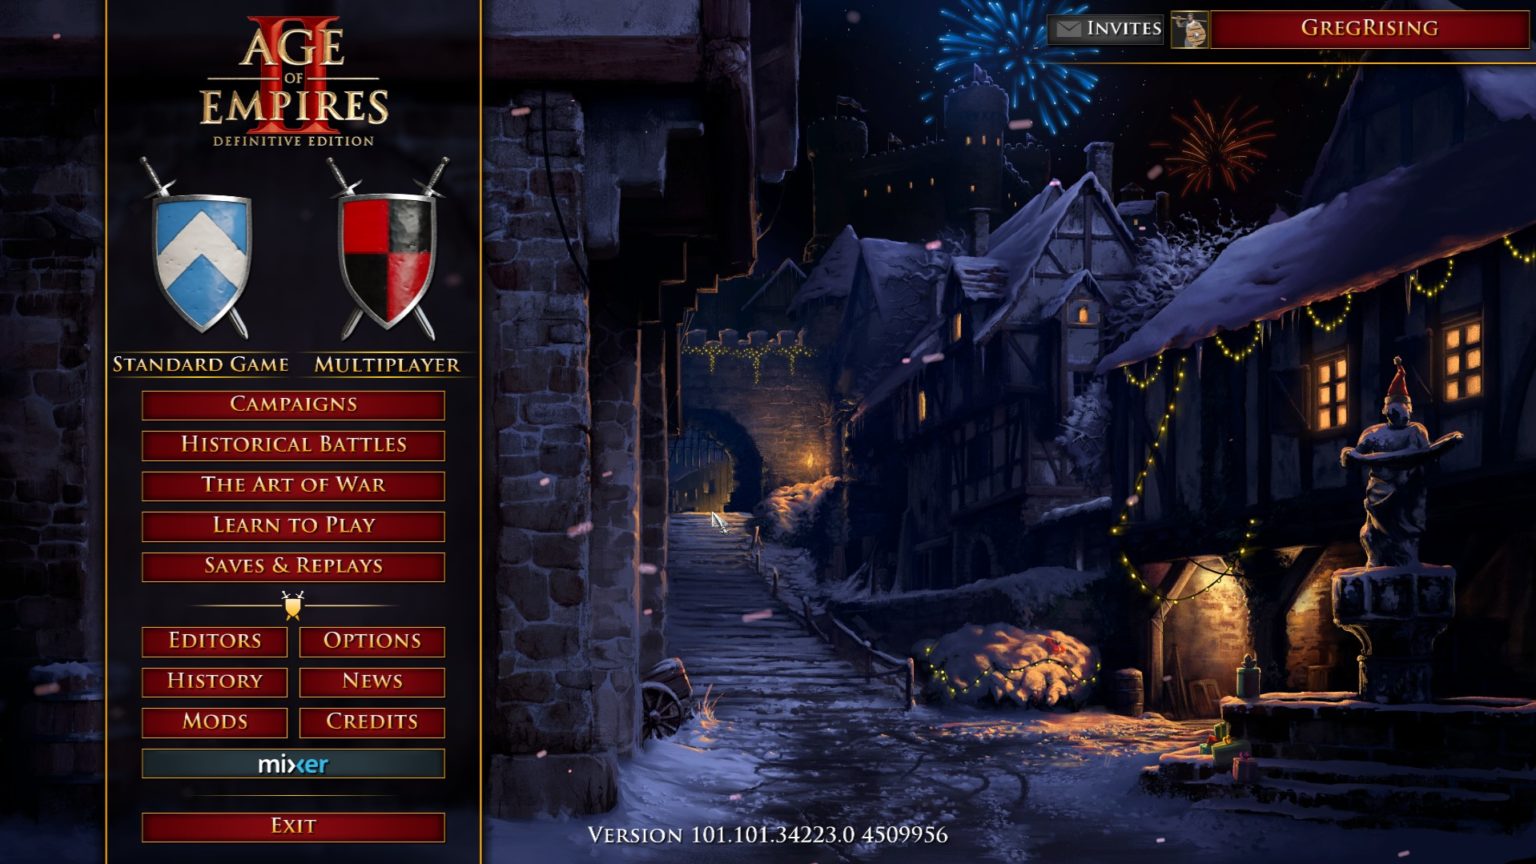 AGE
OF
EMPIRES
II
DEFINITIVE EDITION
INVITES
GREGRISING
STANDARD GAME
MULTIPLAYER
CAMPAIGNS
HISTORICAL BATTLES
THE ART OF WAR
LEARN TO PLAY
SAVES & REPLAYS
EDITORS
OPTIONS
HISTORY
NEWS
MODS
CREDITS
mixer
EXIT
VERSION 101.101.34223.0 4509956